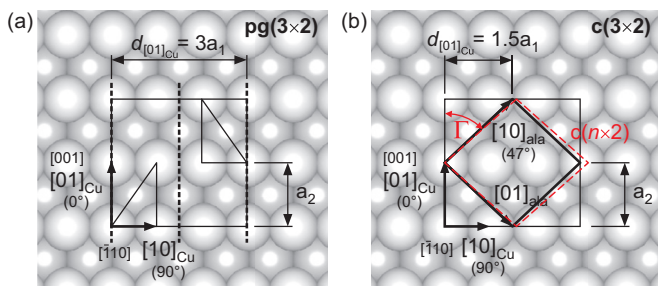 (a)
pg(3×2)
d[01]Cu = 3a1
[001]
[01]Cu
(0°)
a2
[1̄10] [10]Cu
(90°)
(b)
c(3×2)
d[01]Cu = 1.5a1
Γ
[10]ala
(47°)
c(n×2)
[001]
[01]Cu
(0°)
[01]ala
a2
[1̄10] [10]Cu
(90°)